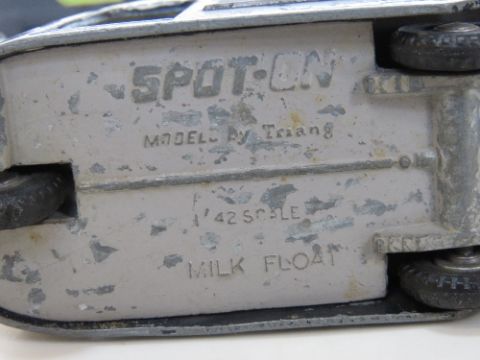 SPOT-ON
MODELS by Triang
1/42 SCALE
MILK FLOAT